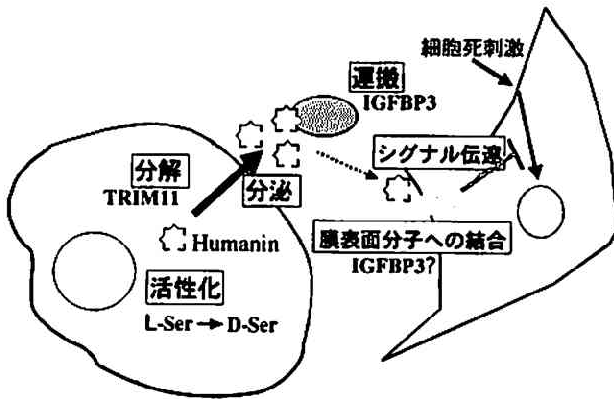 細胞死刺激
運搬
IGFBP3
シグナル伝達
分解
TRIM11
分泌
Humanin
膜表面分子への結合
IGFBP3?
活性化
L-Ser→D-Ser